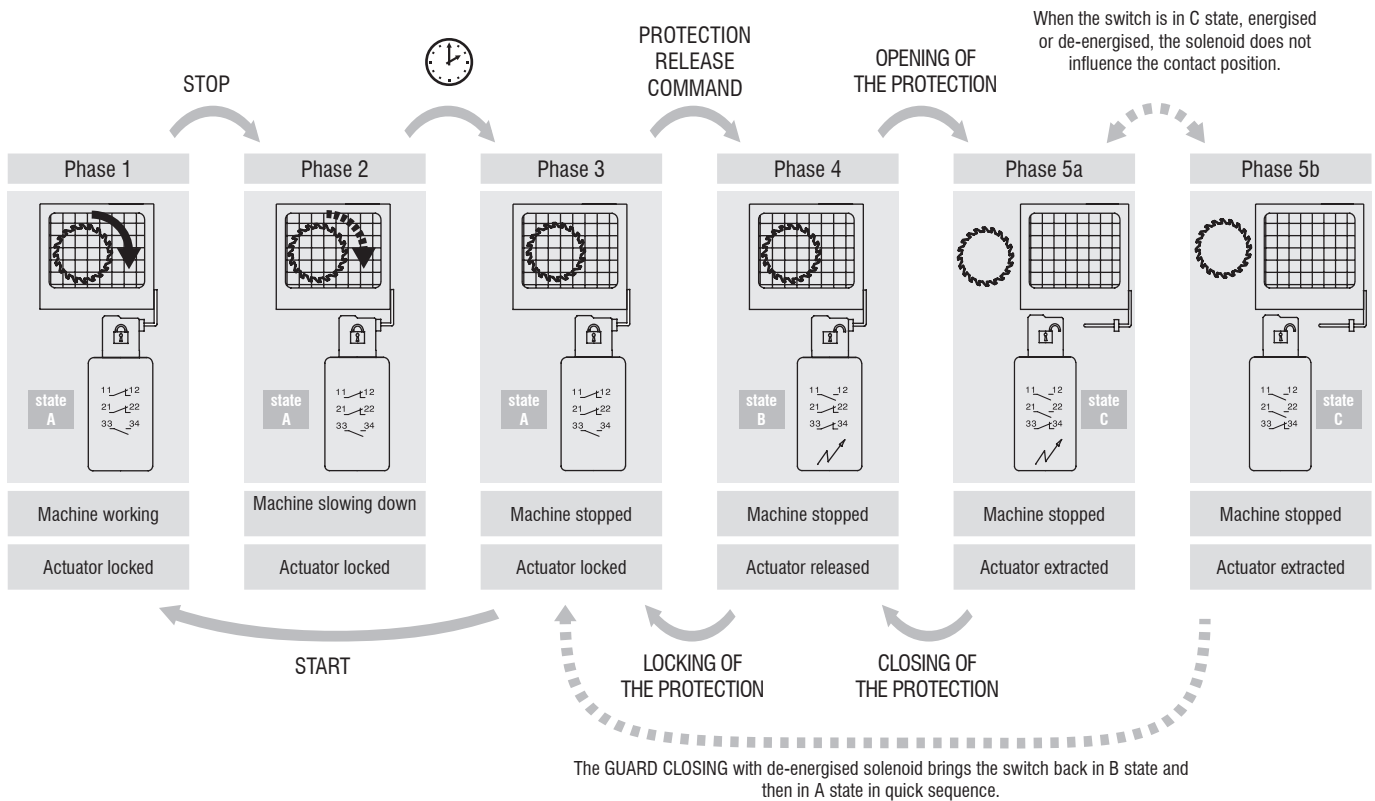 When the switch is in C state, energised
or de-energised, the solenoid does not
influence the contact position.
STOP
PROTECTION
RELEASE
COMMAND
OPENING OF
THE PROTECTION
Phase 1
Phase 2
Phase 3
Phase 4
Phase 5a
Phase 5b
state
A
11 12
21 22
33 34
state
A
11 12
21 22
33 34
state
A
11 12
21 22
33 34
state
B
11 12
21 22
33 34
11 12
21 22
33 34
state
C
11 12
21 22
33 34
state
C
Machine working
Machine slowing down
Machine stopped
Machine stopped
Machine stopped
Machine stopped
Actuator locked
Actuator locked
Actuator locked
Actuator released
Actuator extracted
Actuator extracted
START
LOCKING OF
THE PROTECTION
CLOSING OF
THE PROTECTION
The GUARD CLOSING with de-energised solenoid brings the switch back in B state and
then in A state in quick sequence.